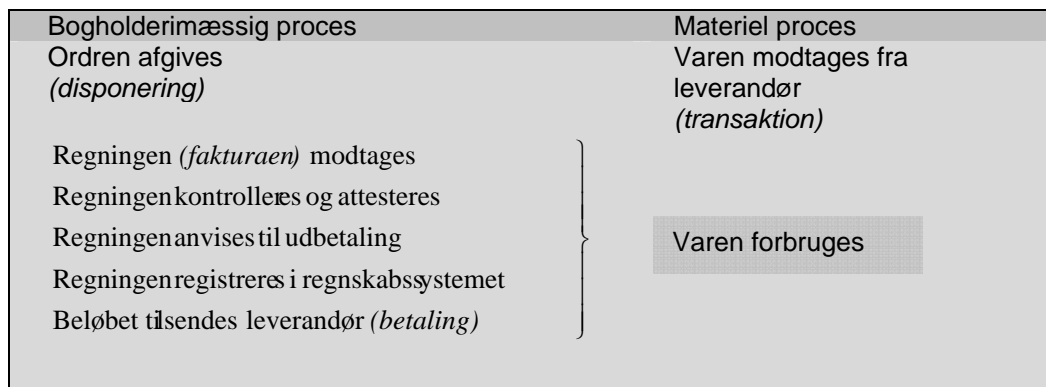 Bogholderimæssig proces
Materiel proces
Ordren afgives
(disponering)
Varen modtages fra
leverandør
(transaktion)
Regningen (fakturaen) modtages
Regningen kontrolleres og attesteres
Regningen anvises til udbetaling
Regningen registreres i regnskabssystemet
Beløbet tilsendes leverandør (betaling)
Varen forbruges